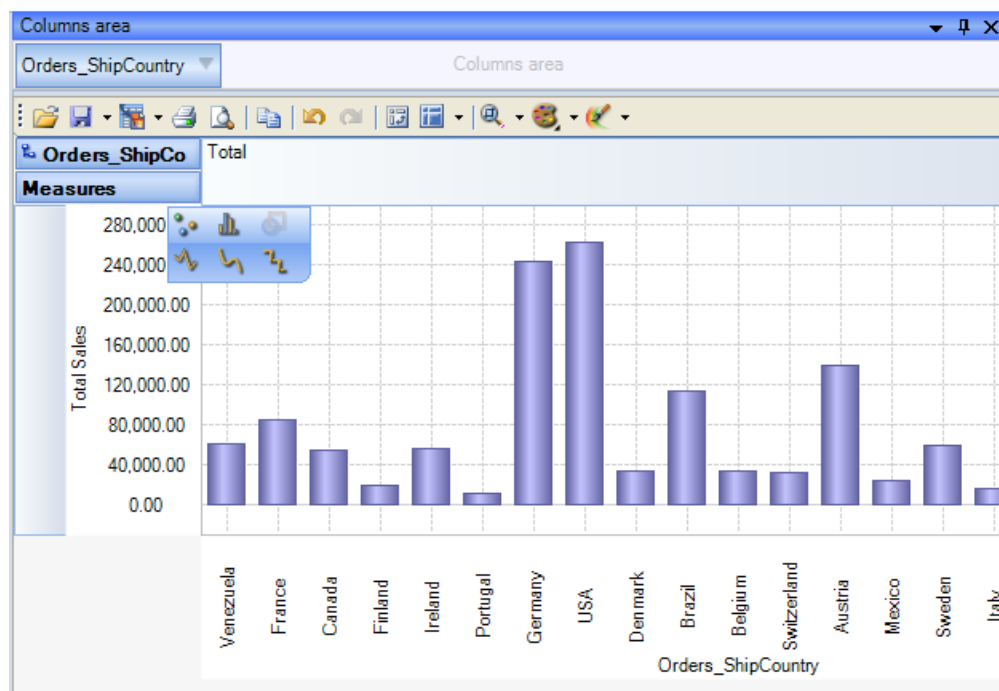 Columns area
Orders_ShipCountry
Columns area
Orders_ShipCo
Total
Measures
280,000
240,000
200,000.00
160,000.00
120,000.00
80,000.00
40,000.00
0.00
Total Sales
Venezuela
France
Canada
Finland
Ireland
Portugal
Germany
USA
Denmark
Brazil
Belgium
Switzerland
Austria
Mexico
Sweden
Italy
Orders_ShipCountry